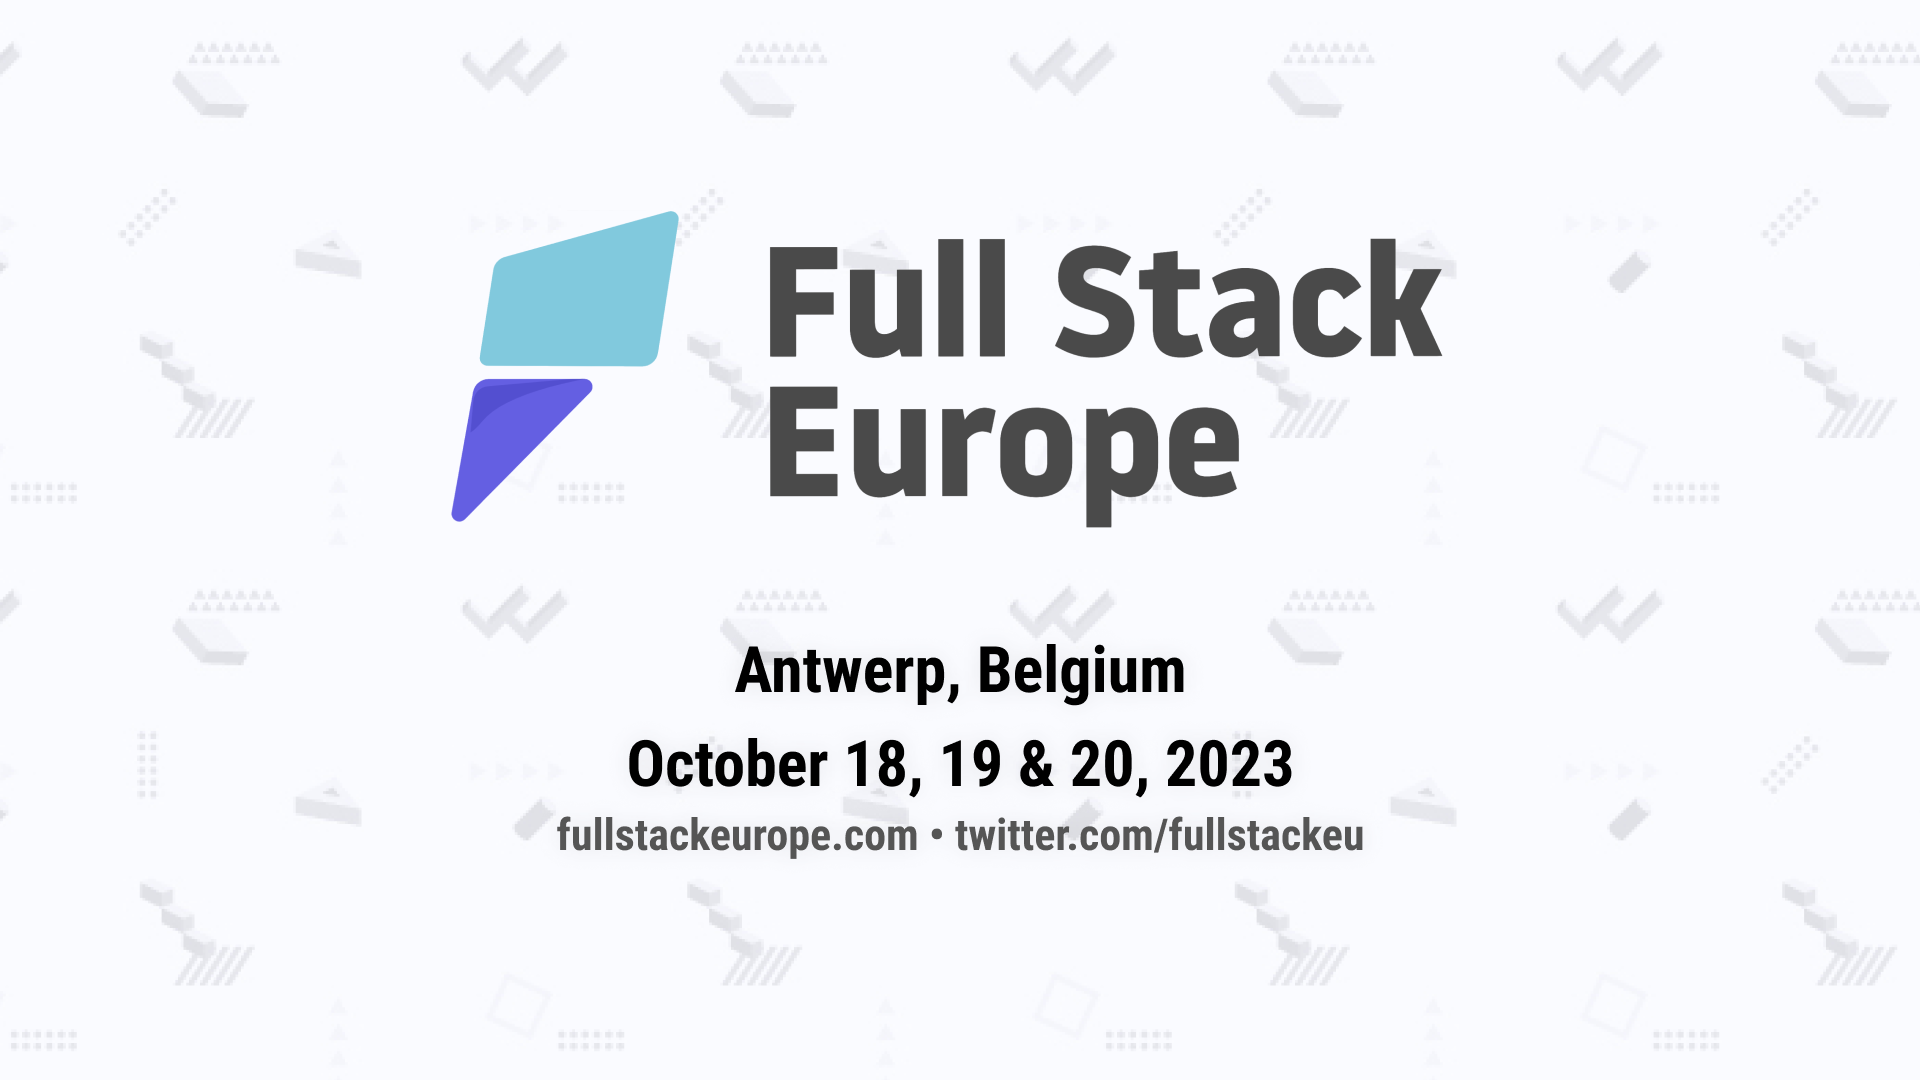 Full Stack
Europe
Antwerp, Belgium
October 18, 19 & 20, 2023
fullstackeurope.com • twitter.com/fullstackeu